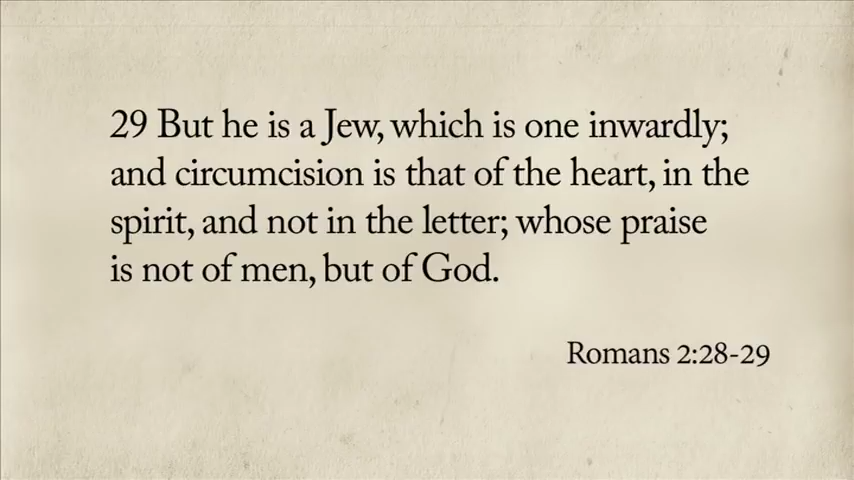 29 But he is a Jew, which is one inwardly;
and circumcision is that of the heart, in the
spirit, and not in the letter; whose praise
is not of men, but of God.
Romans 2:28-29